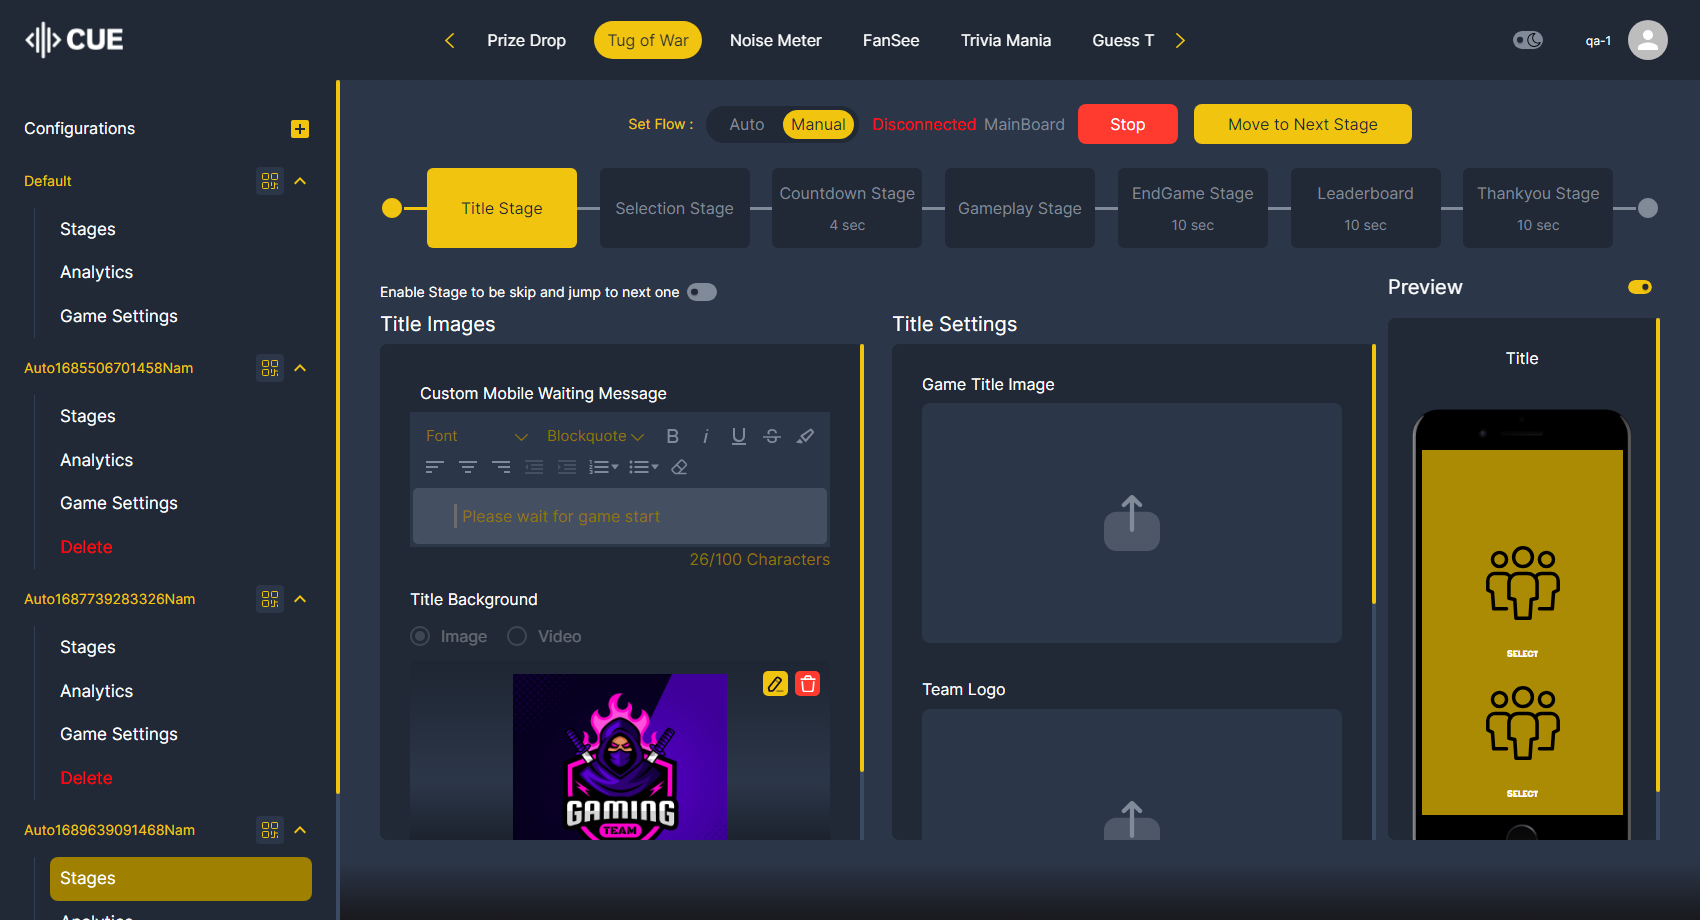 CUE
Prize Drop
Tug of War
Noise Meter
FanSee
Trivia Mania
Guess T
qa-1
Configurations
Default
Stages
Analytics
Game Settings
Auto1685506701458Nam
Stages
Analytics
Game Settings
Delete
Auto1687739283326Nam
Stages
Analytics
Game Settings
Delete
Auto1689639091468Nam
Stages
Analytics
Set Flow :
Auto
Manual
Disconnected MainBoard
Stop
Move to Next Stage
Title Stage
Selection Stage
Countdown Stage
4 sec
Gameplay Stage
EndGame Stage
10 sec
Leaderboard
10 sec
Thankyou Stage
10 sec
Enable Stage to be skip and jump to next one
Title Images
Custom Mobile Waiting Message
Font
Blockquote
B i U S
Please wait for game start
26/100 Characters
Title Background
Image
Video
GAMING
TEAM
Title Settings
Game Title Image
Team Logo
Preview
Title
SELECT
SELECT